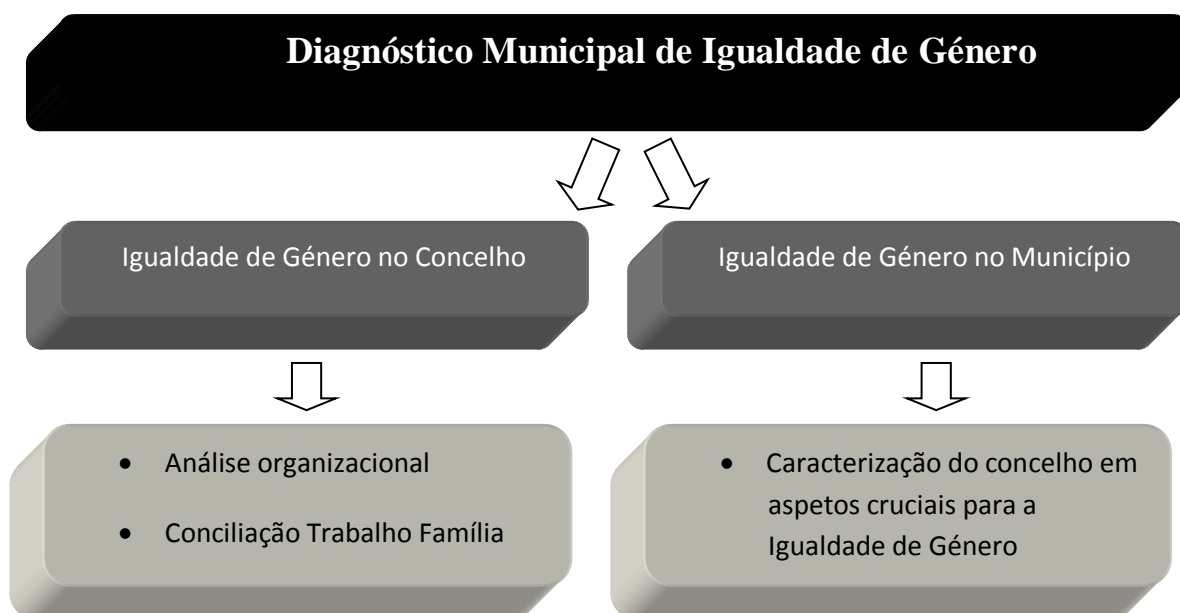 Diagnóstico Municipal de Igualdade de Género
Igualdade de Género no Concelho
Igualdade de Género no Município
• Análise organizacional
• Conciliação Trabalho Família
• Caracterização do concelho em
aspetos cruciais para a
Igualdade de Género